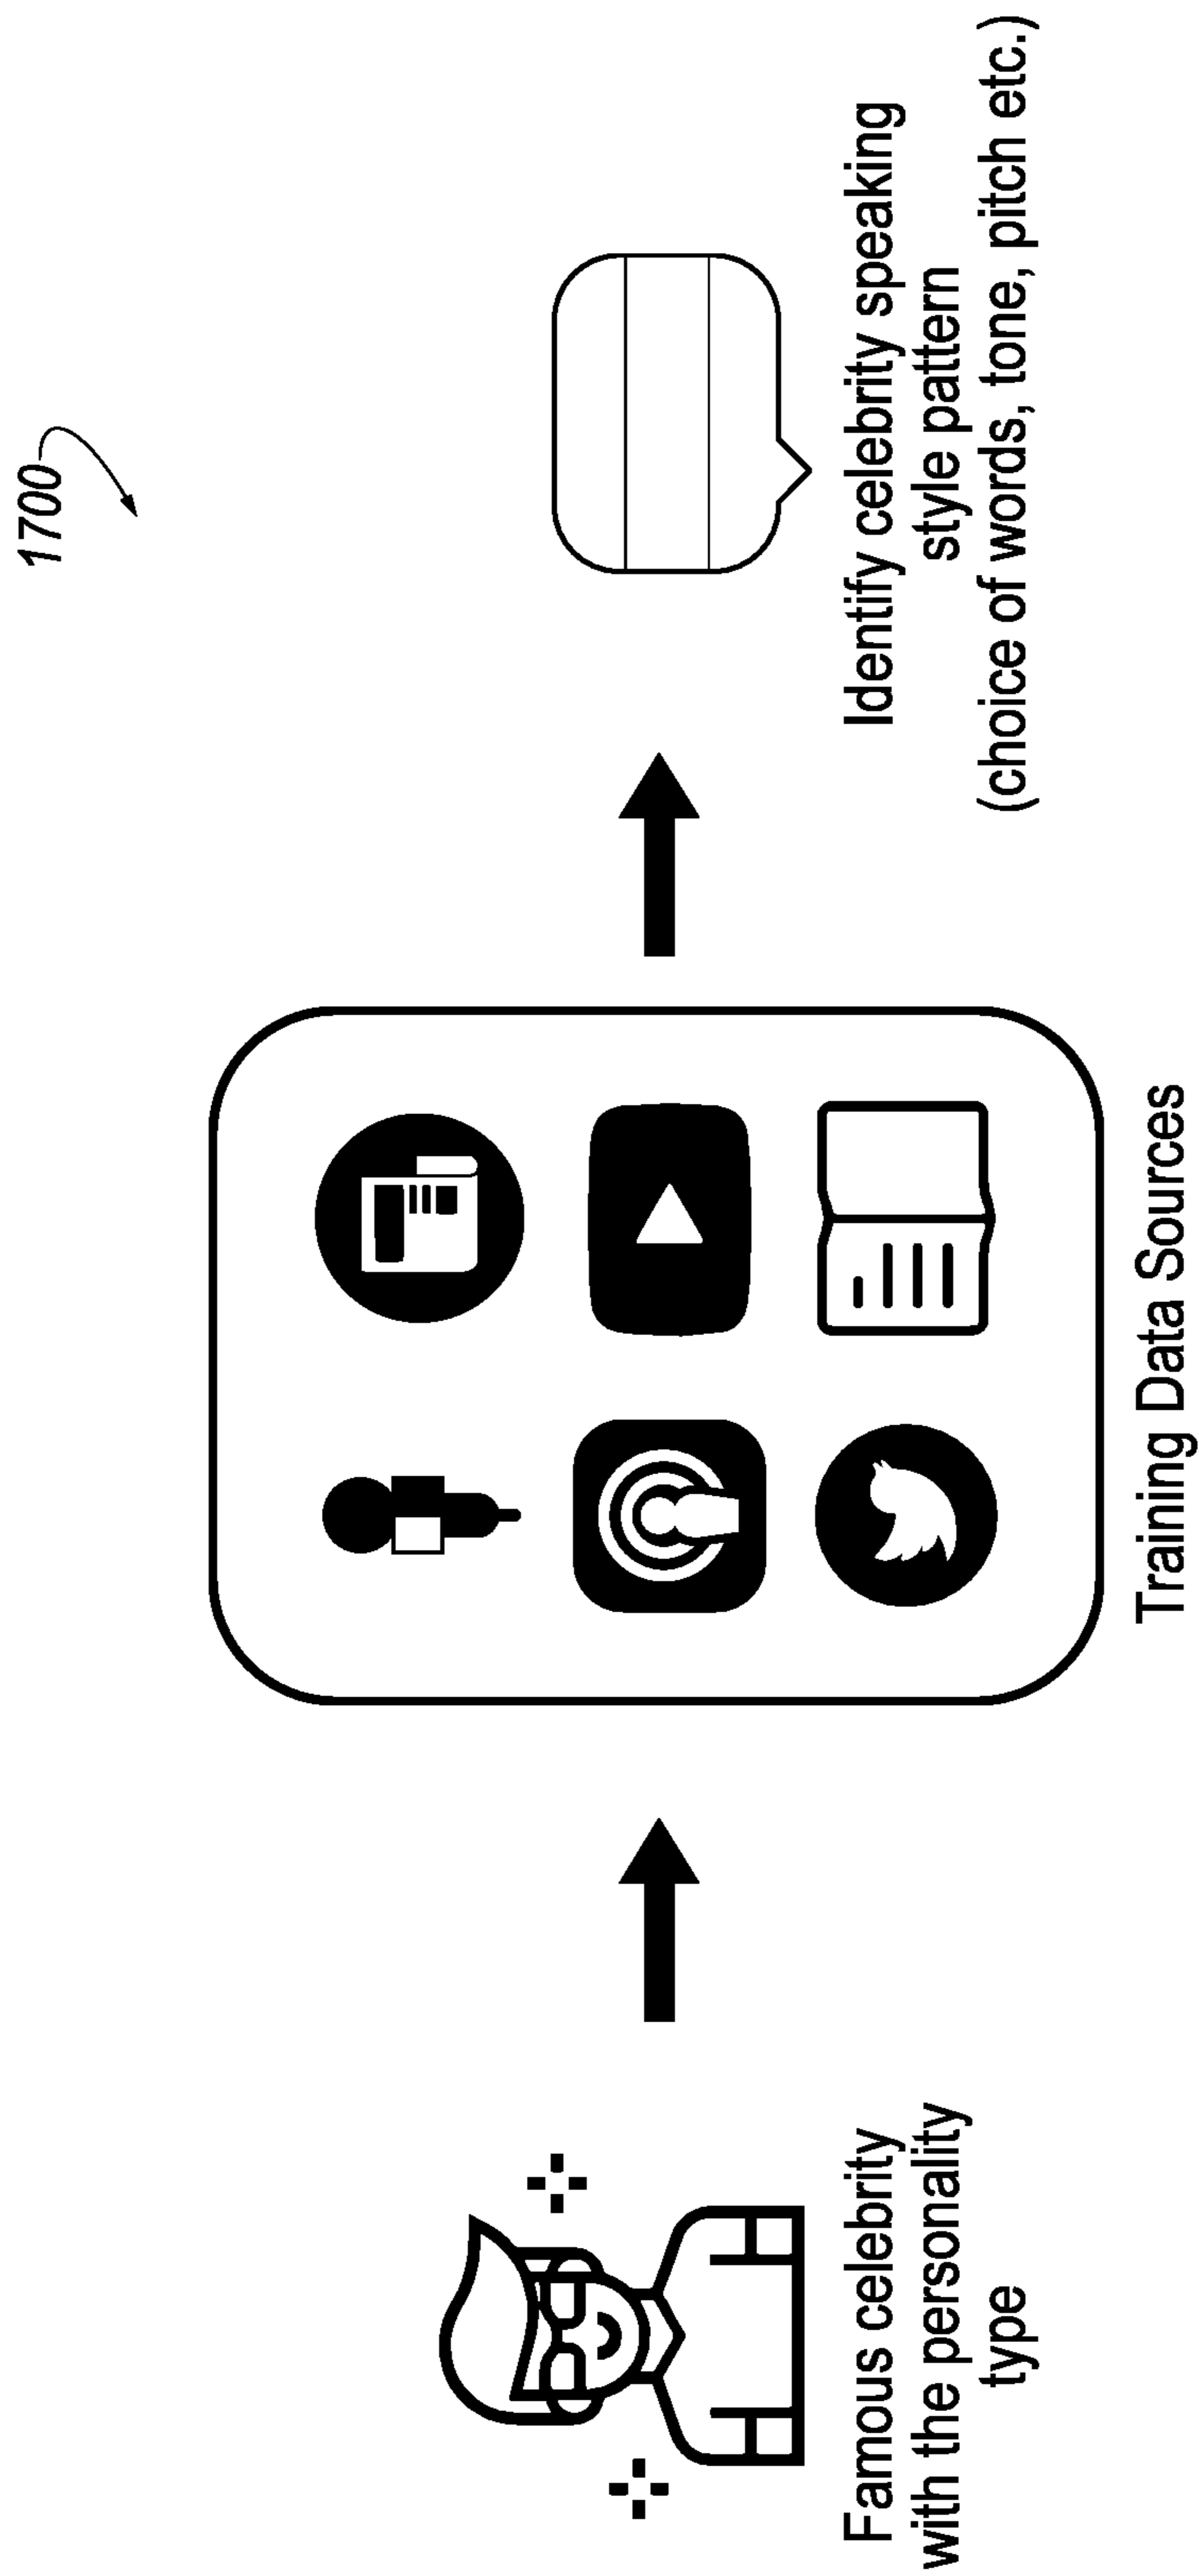 1700
Famous celebrity
with the personality
type
Training Data Sources
Identify celebrity speaking
style pattern
(choice of words, tone, pitch etc.)